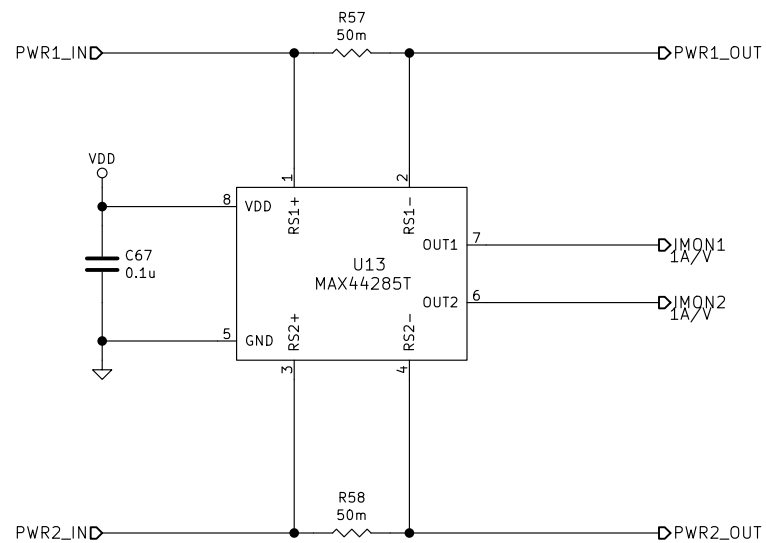 R57
50m
PWR1_IN
PWR1_OUT
VDD
1
2
8
VDD
RS1+
RS1-
C67
0.1u
U13
MAX44285T
OUT1
7
IMON1
1A/V
OUT2
6
IMON2
1A/V
5
GND
RS2+
RS2-
3
4
R58
50m
PWR2_IN
PWR2_OUT